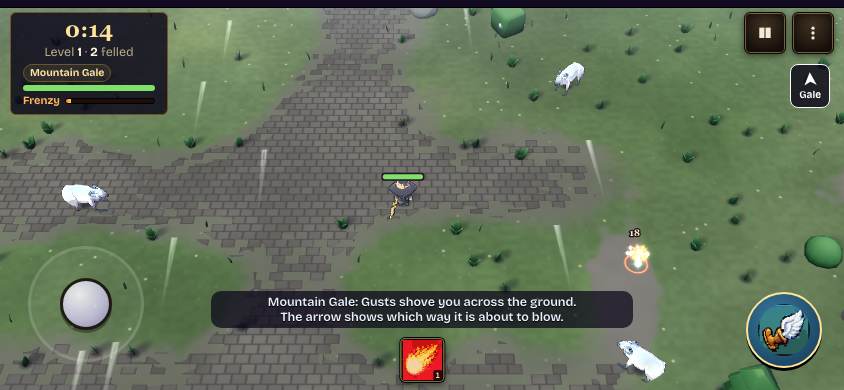 0:14
Level 1 · 2 felled
Mountain Gale
Frenzy
Gale
18
Mountain Gale: Gusts shove you across the ground.
The arrow shows which way it is about to blow.
1